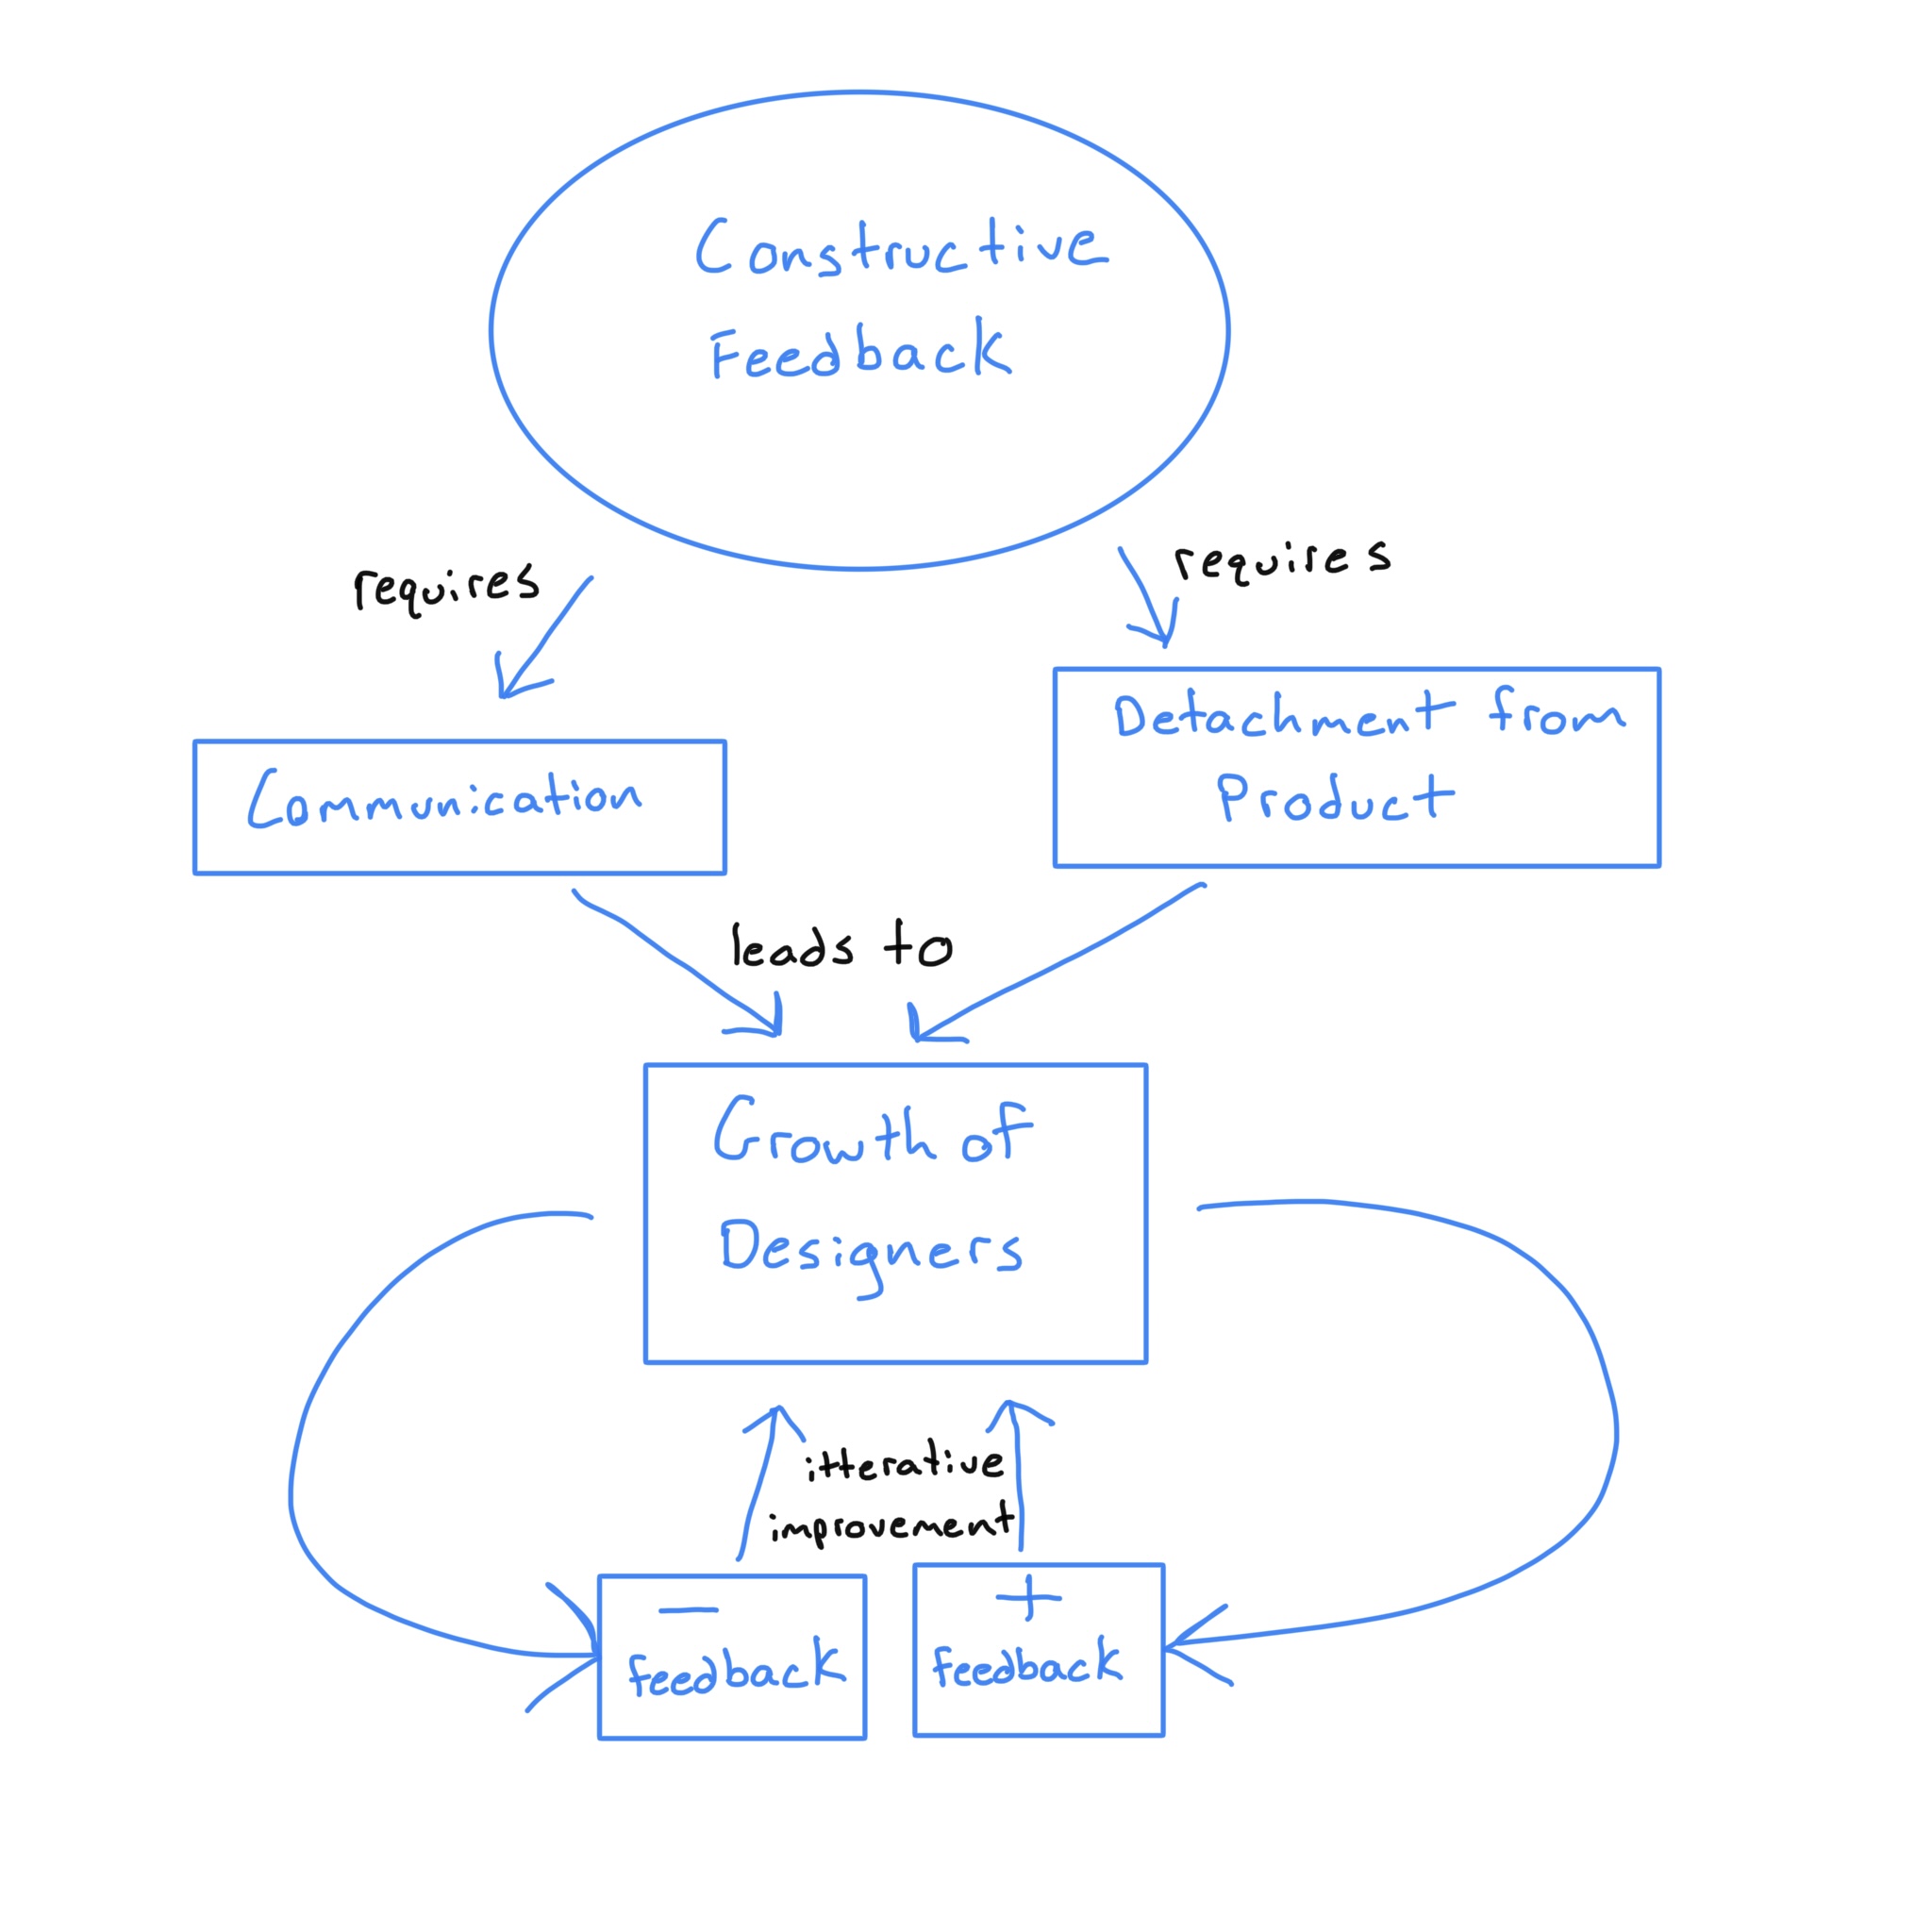 Constructive
Feedback
requires
requires
Detachment from
Product
Communication
leads to
Growth of
Designers
itterative
improvement
—
feedback
+
feedback